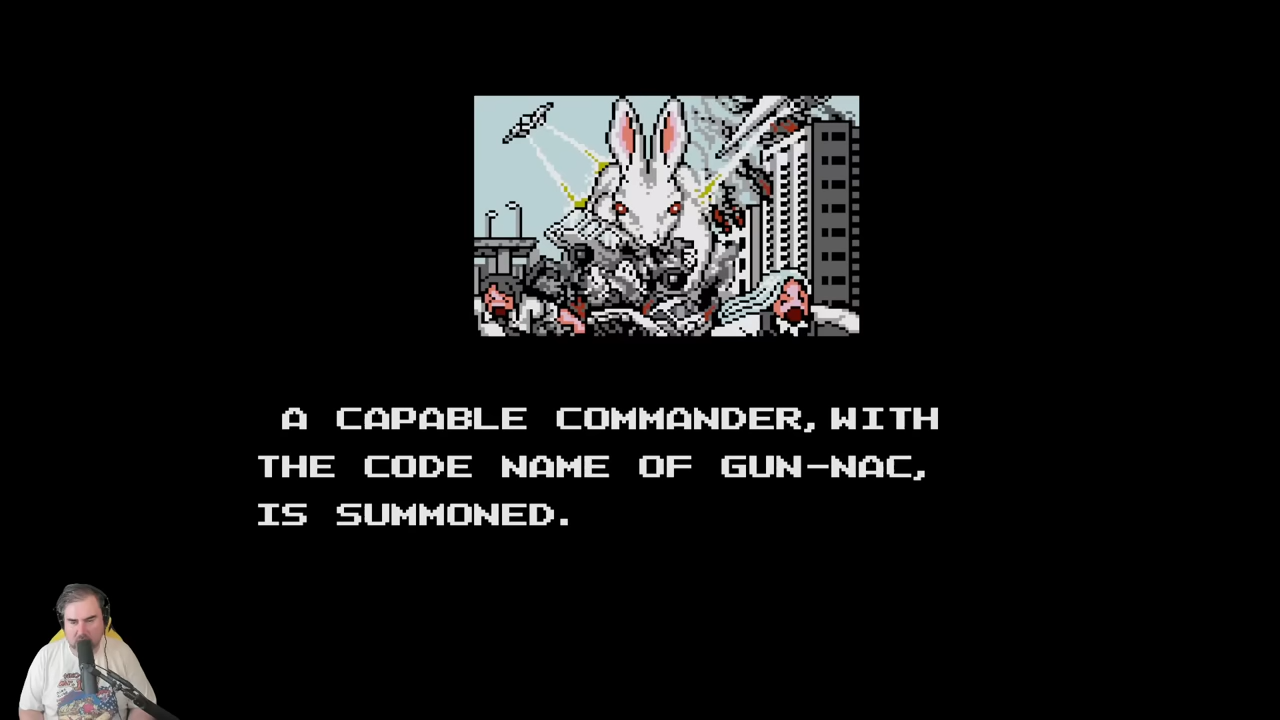 A CAPABLE COMMANDER, WITH
THE CODE NAME OF GUN-NAC,
IS SUMMONED.